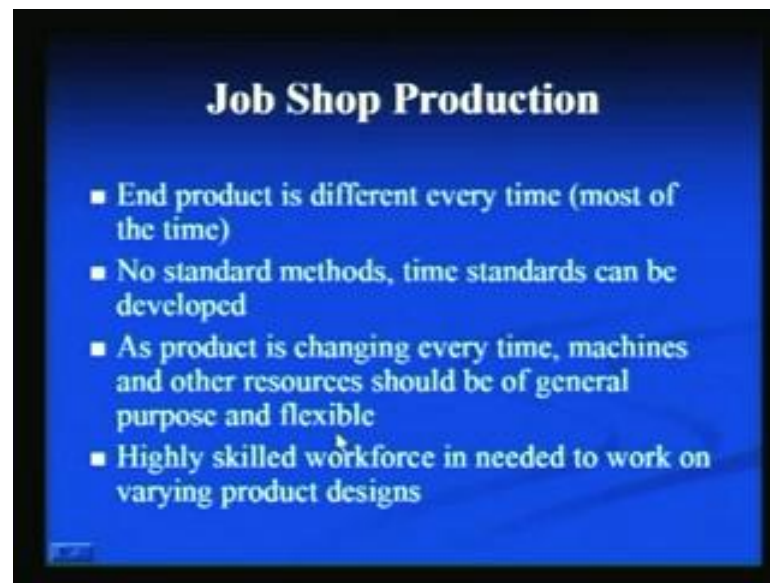 Job Shop Production
■ End product is different every time (most of
the time)
■ No standard methods, time standards can be
developed
■ As product is changing every time, machines
and other resources should be of general
purpose and flexible
■ Highly skilled workforce in needed to work on
varying product designs